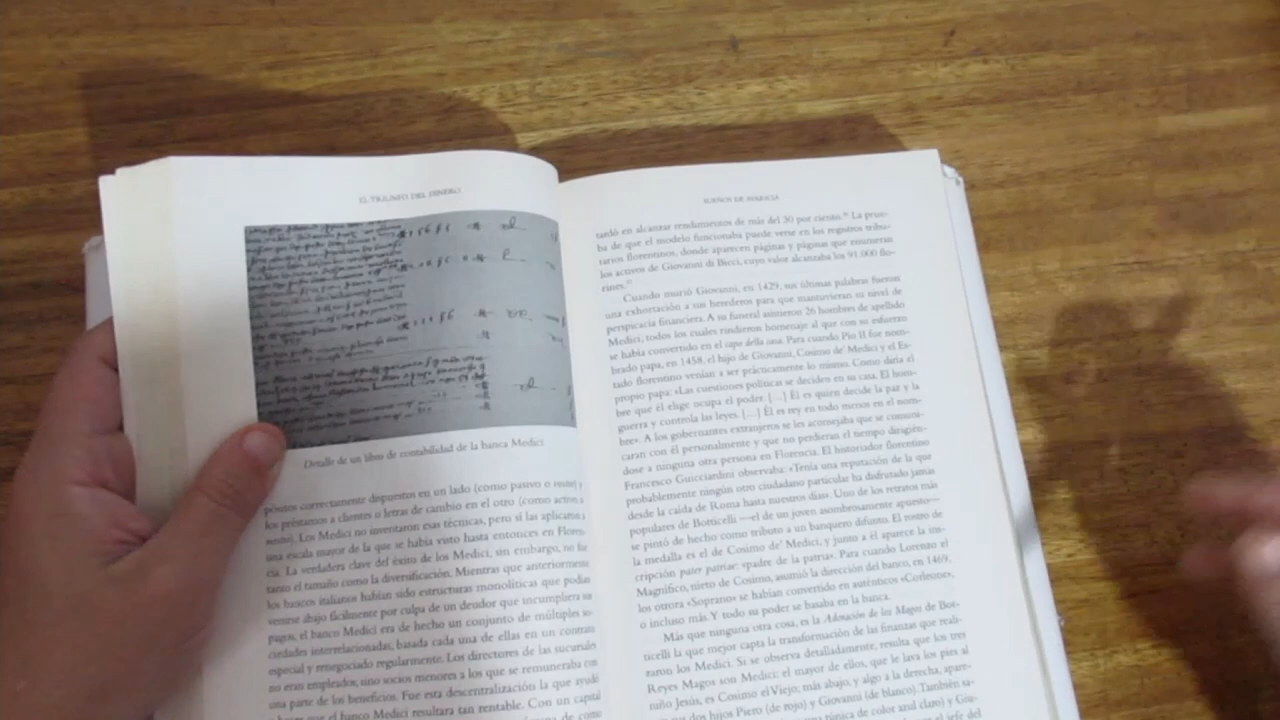 EL TRIUNFO DEL DINERO
Detalle de un libro de contabilidad de la banca Medici
pósitos correctamente dispuestos en un lado (como pasivo o
los préstamos a clientes o letras de cambio en el otro (como activo
Los Medici no inventaron esas técnicas, pero sí las aplicaron a
una escala mayor de la que se había visto hasta entonces en Floren-
cia. La verdadera clave del éxito de los Medici, sin embargo, no fue
tanto el tamaño como la diversificación. Mientras que anteriormente
los bancos italianos habían sido estructuras monolíticas que podían
venirse abajo fácilmente por culpa de un deudor que incumpliera sus
pagos, el banco Medici era de hecho un conjunto de múltiples so-
ciedades interrelacionadas, basada cada una de ellas en un contrato
especial y renegociado regularmente. Los directores de las sucursales
no eran empleados, sino socios menores a los que se remuneraba con
una parte de los beneficios. Fue esta descentralización la que ayudó
a hacer que el banco Medici resultara tan rentable. Con un capital
SUEÑOS DE AVARICIA
tardó en alcanzar rendimientos de más del 30 por ciento. La prue-
ba de que el modelo funcionaba puede verse en los registros tribu-
tarios florentinos, donde aparecen páginas y páginas que enumeran
los activos de Giovanni di Bicci, cuyo valor alcanzaba los 91.000 flo-
rines.
Cuando murió Giovanni, en 1429, sus últimas palabras fueron
una exhortación a sus herederos para que mantuvieran su nivel de
perspicacia financiera. A su funeral asistieron 26 hombres de apellido
Medici, todos los cuales rindieron homenaje al que con su esfuerzo
se había convertido en el capo della casa. Para cuando Pío II fue nom-
brado papa, en 1458, el hijo de Giovanni, Cosimo de' Medici y el Es-
tado florentino venían a ser prácticamente lo mismo. Como diría el
propio papa: «Las cuestiones políticas se deciden en su casa. El hom-
bre que él elige ocupa el poder. [...] Él es quien decide la paz y la
guerra y controla las leyes. [...] Él es rey en todo menos en el nom-
bre». A los gobernantes extranjeros se les aconsejaba que se comuni-
caran con él personalmente y que no perdieran el tiempo dirigién-
dose a ninguna otra persona en Florencia. El historiador florentino
Francesco Guicciardini observaba: «Tenía una reputación de la que
probablemente ningún otro ciudadano particular ha disfrutado jamás
desde la caída de Roma hasta nuestros días». Uno de los retratos más
populares de Botticelli —el de un joven asombrosamente apuesto—
se pintó de hecho como tributo a un banquero difunto. El rostro de
la medalla es el de Cosimo de' Medici, y junto a él aparece la ins-
cripción pater patriae: «padre de la patria». Para cuando Lorenzo el
Magnífico, nieto de Cosimo, asumió la dirección del banco, en 1469,
los otrora «Soprano» se habían convertido en auténticos «Corleone»,
o incluso más. Y todo su poder se basaba en la banca.
Más que ninguna otra cosa, es la Adoración de los Magos de Bot-
ticelli la que mejor capta la transformación de las finanzas que reali-
zaron los Medici. Si se observa detalladamente, resulta que los tres
Reyes Magos son Medici: el mayor de ellos, que le lava los pies al
niño Jesús, es Cosimo el Viejo; más abajo, y algo a la derecha, apare-
sus dos hijos Piero (de rojo) y Giovanni (de blanco). También
túnica de color azul claro) y Giu-